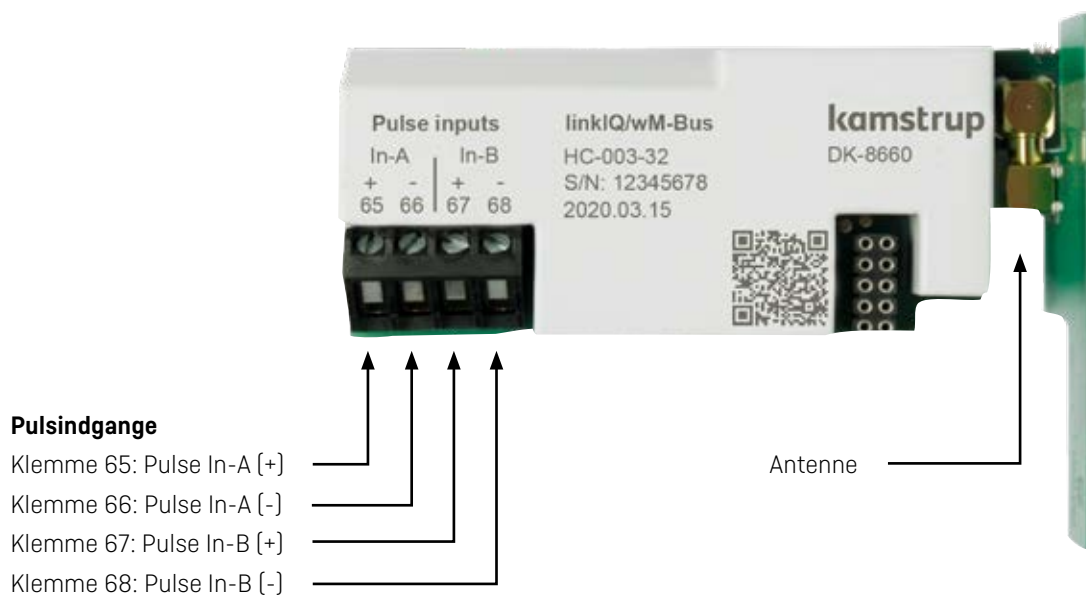 Pulse inputs
In-A In-B
+ - + -
65 66 67 68
linkIQ/wM-Bus
HC-003-32
S/N: 12345678
2020.03.15
kamstrup
DK-8660
Pulsindgange
Klemme 65: Pulse In-A (+)
Klemme 66: Pulse In-A (-)
Klemme 67: Pulse In-B (+)
Klemme 68: Pulse In-B (-)
Antenne